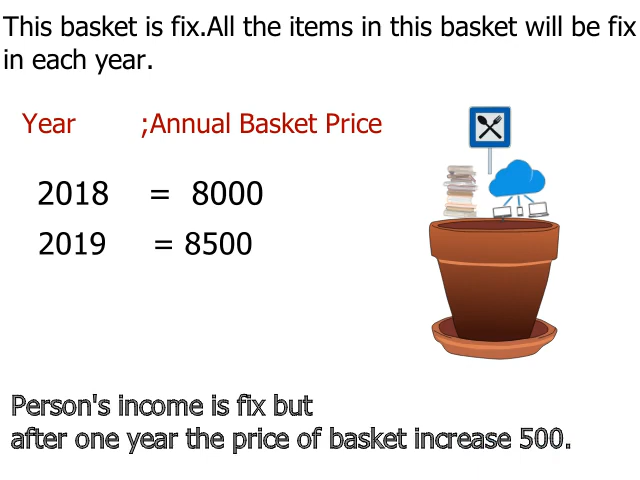 This basket is fix.All the items in this basket will be fix
in each year.
Year ;Annual Basket Price
2018 = 8000
2019 = 8500
Person's income is fix but
after one year the price of basket increase 500.